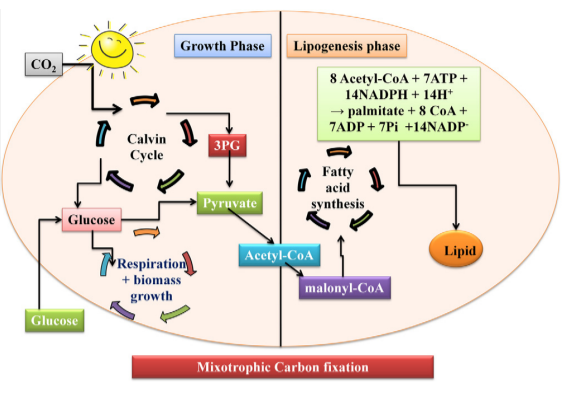 Growth Phase
Lipogenesis phase
CO₂
8 Acetyl-CoA + 7ATP +
14NADPH + 14H⁺
→ palmitate + 8 CoA +
7ADP + 7Pi +14NADP⁻
Calvin
Cycle
3PG
Fatty
acid
synthesis
Glucose
Pyruvate
Lipid
Acetyl-CoA
Respiration
+ biomass
growth
malonyl-CoA
Glucose
Mixotrophic Carbon fixation